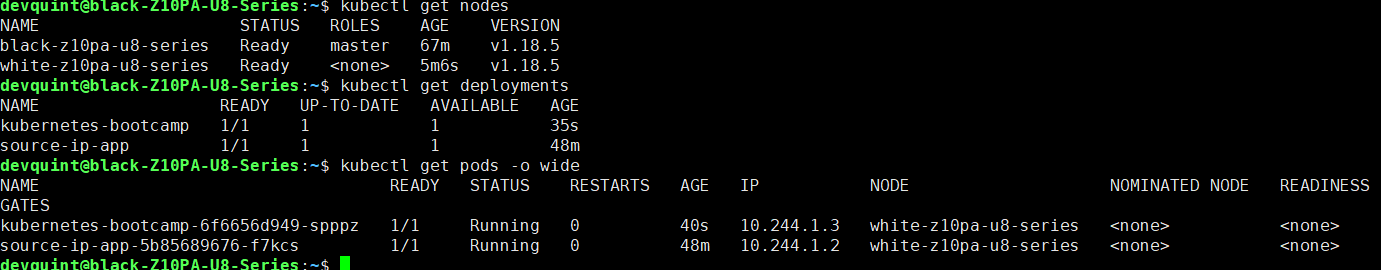 devquint@black-Z10PA-U8-Series:~$ kubectl get nodes
NAME                    STATUS   ROLES    AGE    VERSION
black-z10pa-u8-series   Ready    master   67m    v1.18.5
white-z10pa-u8-series   Ready    <none>   5m6s   v1.18.5
devquint@black-Z10PA-U8-Series:~$ kubectl get deployments
NAME                  READY   UP-TO-DATE   AVAILABLE   AGE
kubernetes-bootcamp   1/1     1            1           35s
source-ip-app         1/1     1            1           48m
devquint@black-Z10PA-U8-Series:~$ kubectl get pods -o wide
NAME                                   READY   STATUS    RESTARTS   AGE   IP           NODE                    NOMINATED NODE   READINESS
GATES
kubernetes-bootcamp-6f6656d949-spppz   1/1     Running   0          40s   10.244.1.3   white-z10pa-u8-series   <none>           <none>
source-ip-app-5b85689676-f7kcs         1/1     Running   0          48m   10.244.1.2   white-z10pa-u8-series   <none>           <none>
devquint@black-Z10PA-U8-Series:~$